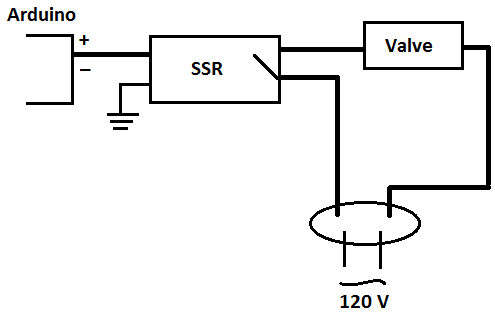 Arduino
+
−
SSR
Valve
120 V